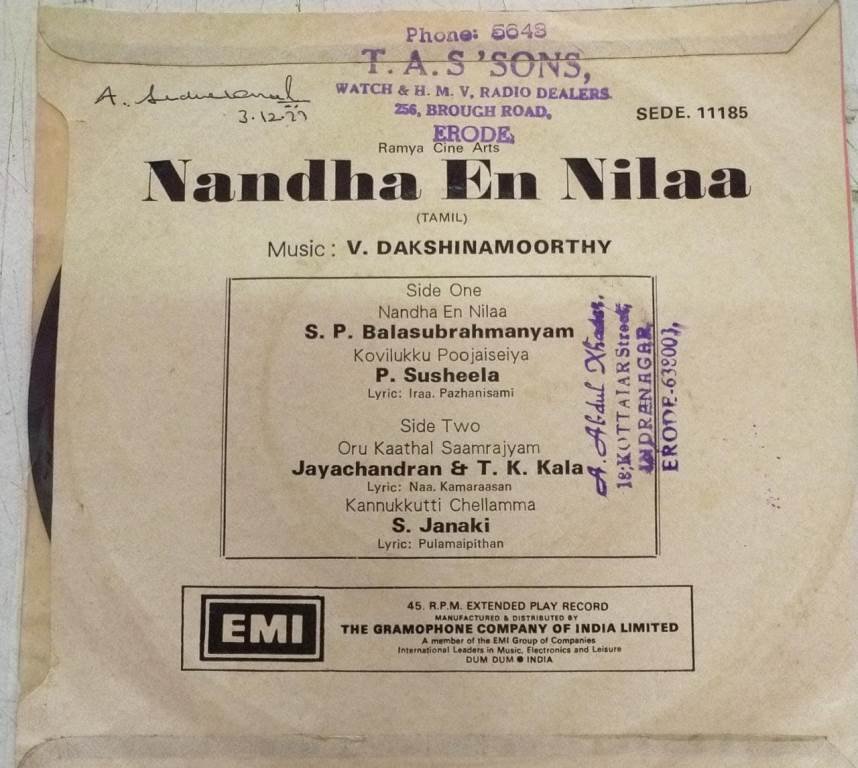 Phone: 5643
T. A. S 'SONS,
WATCH & H. M. V. RADIO DEALERS
256, BROUGH ROAD,
ERODE,
A.
3.12.77
SEDE. 11185
Ramya Cine Arts
Nandha En Nilaa
(TAMIL)
Music : V. DAKSHINAMOORTHY
Side One
Nandha En Nilaa
S. P. Balasubrahmanyam
Kovilukku Poojaiseiya
P. Susheela
Lyric: Iraa. Pazhanisami
Side Two
Oru Kaathal Saamrajyam
Jayachandran & T. K. Kala
Lyric: Naa. Kamaraasan
Kannukkutti Chellamma
S. Janaki
Lyric: Pulamaipithan
A. Abdul Khader,
18, KOTTAIAR Street,
INDRANAGAR,
ERODE-638001,
EMI
45. R.P.M. EXTENDED PLAY RECORD
MANUFACTURED & DISTRIBUTED BY
THE GRAMOPHONE COMPANY OF INDIA LIMITED
A member of the EMI Group of Companies
International Leaders in Music, Electronics and Leisure
DUM DUM ● INDIA